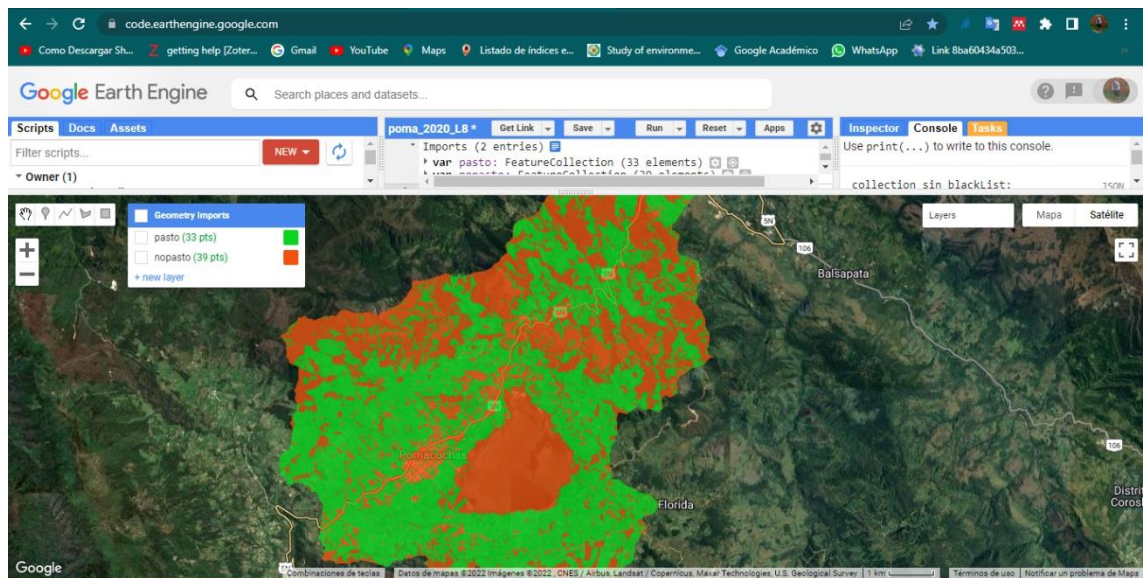 code.earthengine.google.com
Como Descargar Sh... getting help [Zoter... Gmail YouTube Maps Listado de índices e... Study of environme... Google Académico WhatsApp Link 8ba60434a503...
Google Earth Engine Search places and datasets...
Scripts Docs Assets
Filter scripts... NEW
Owner (1)
poma_2020_L8 * Get Link Save Run Reset Apps
Imports (2 entries)
var pasto: FeatureCollection (33 elements)
Inspector Console Tasks
Use print(...) to write to this console.
collection sin blackList: JSON
Geometry Imports
pasto (33 pts)
nopasto (39 pts)
+ new layer
Layers Mapa Satélite
5N
106
Balsapata
Pomacochas
Florida
106
Distrit
Corosh
Google
Combinaciones de teclas Datos de mapas ©2022 Imágenes ©2022 , CNES / Airbus, Landsat / Copernicus, Maxar Technologies, U.S. Geological Survey 1 km Términos de uso Notificar un problema de Maps